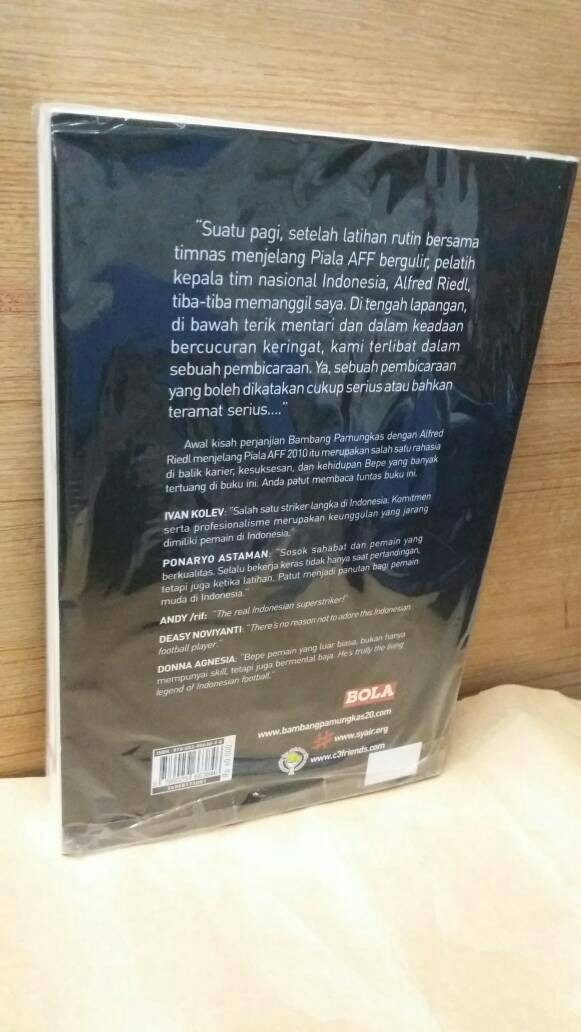 "Suatu pagi, setelah latihan rutin bersama
timnas menjelang Piala AFF bergulir, pelatih
kepala tim nasional Indonesia, Alfred Riedl,
tiba-tiba memanggil saya. Di tengah lapangan,
di bawah terik mentari dan dalam keadaan
bercucuran keringat, kami terlibat dalam
sebuah pembicaraan. Ya, sebuah pembicaraan
yang boleh dikatakan cukup serius atau bahkan
teramat serius...."
Awal kisah perjanjian Bambang Pamungkas dengan Alfred
Riedl menjelang Piala AFF 2010 itu merupakan salah satu rahasia
di balik karier, kesuksesan, dan kehidupan Bepe yang banyak
tertuang di buku ini. Anda patut membaca tuntas buku ini.
IVAN KOLEV: "Salah satu striker langka di Indonesia. Komitmen
serta profesionalisme merupakan keunggulan yang jarang
dimiliki pemain di Indonesia."
PONARYO ASTAMAN: "Sosok sahabat dan pemain yang
berkualitas. Selalu bekerja keras tidak hanya saat pertandingan,
tetapi juga ketika latihan. Patut menjadi panutan bagi pemain
muda di Indonesia."
ANDY /rif: "The real Indonesian superstriker!"
DEASY NOVIYANTI: "There's no reason not to adore this Indonesian
football player."
DONNA AGNESIA: "Bepe pemain yang luar biasa, bukan hanya
mempunyai skill, tetapi juga bermental baja. He's trully the living
legend of Indonesian football."
BOLA
www.bambangpamungkas20.com
www.syair.org
www.c3friends.com